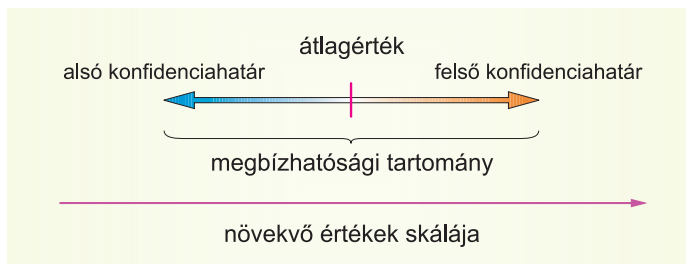 átlagérték
alsó konfidenciahatár felső konfidenciahatár
megbízhatósági tartomány
növekvő értékek skálája